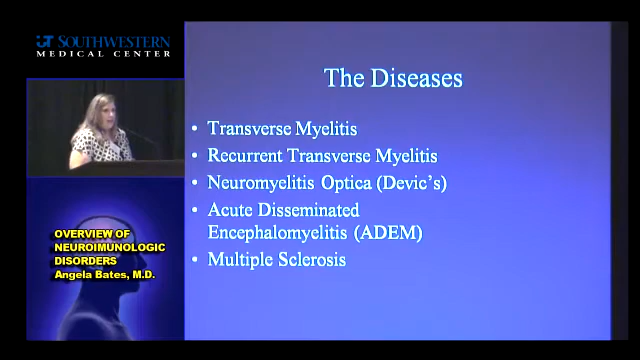 UT SOUTHWESTERN
MEDICAL CENTER
The Diseases
• Transverse Myelitis
• Recurrent Transverse Myelitis
• Neuromyelitis Optica (Devic's)
• Acute Disseminated
Encephalomyelitis (ADEM)
• Multiple Sclerosis
OVERVIEW OF
NEUROIMUNOLOGIC
DISORDERS
Angela Bates, M.D.